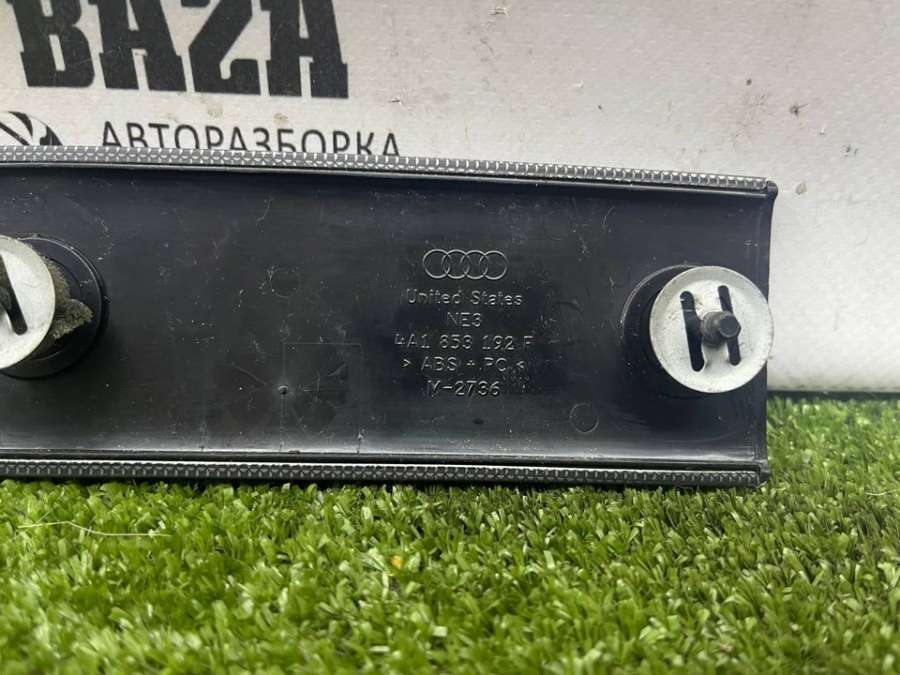 BAZA
АВТОРАЗБОРКА
United States
NE3
4A1 853 192 F
> ABS + PC <
M-2736